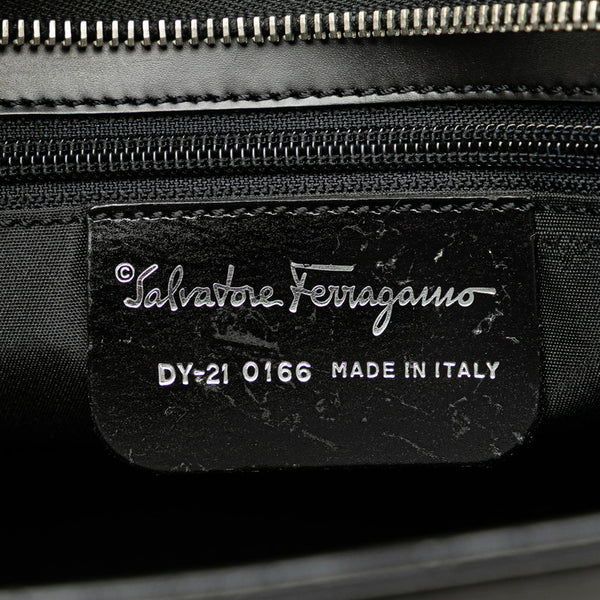 © Salvatore Ferragamo
DY-21 0166 MADE IN ITALY